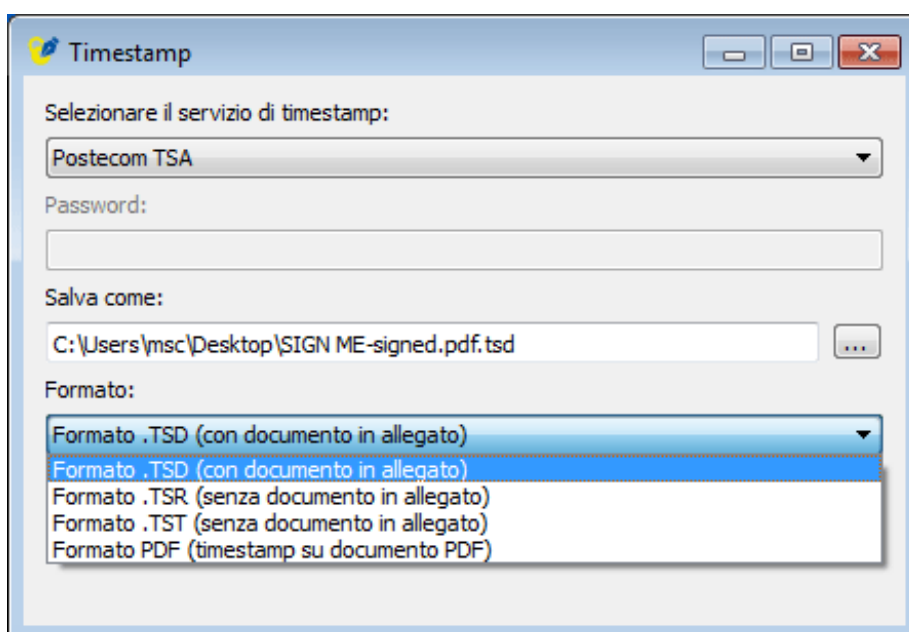 Timestamp
Selezionare il servizio di timestamp:
Postecom TSA
Password:
Salva come:
C:\Users\msc\Desktop\SIGN ME-signed.pdf.tsd
...
Formato:
Formato .TSD (con documento in allegato)
Formato .TSD (con documento in allegato)
Formato .TSR (senza documento in allegato)
Formato .TST (senza documento in allegato)
Formato PDF (timestamp su documento PDF)